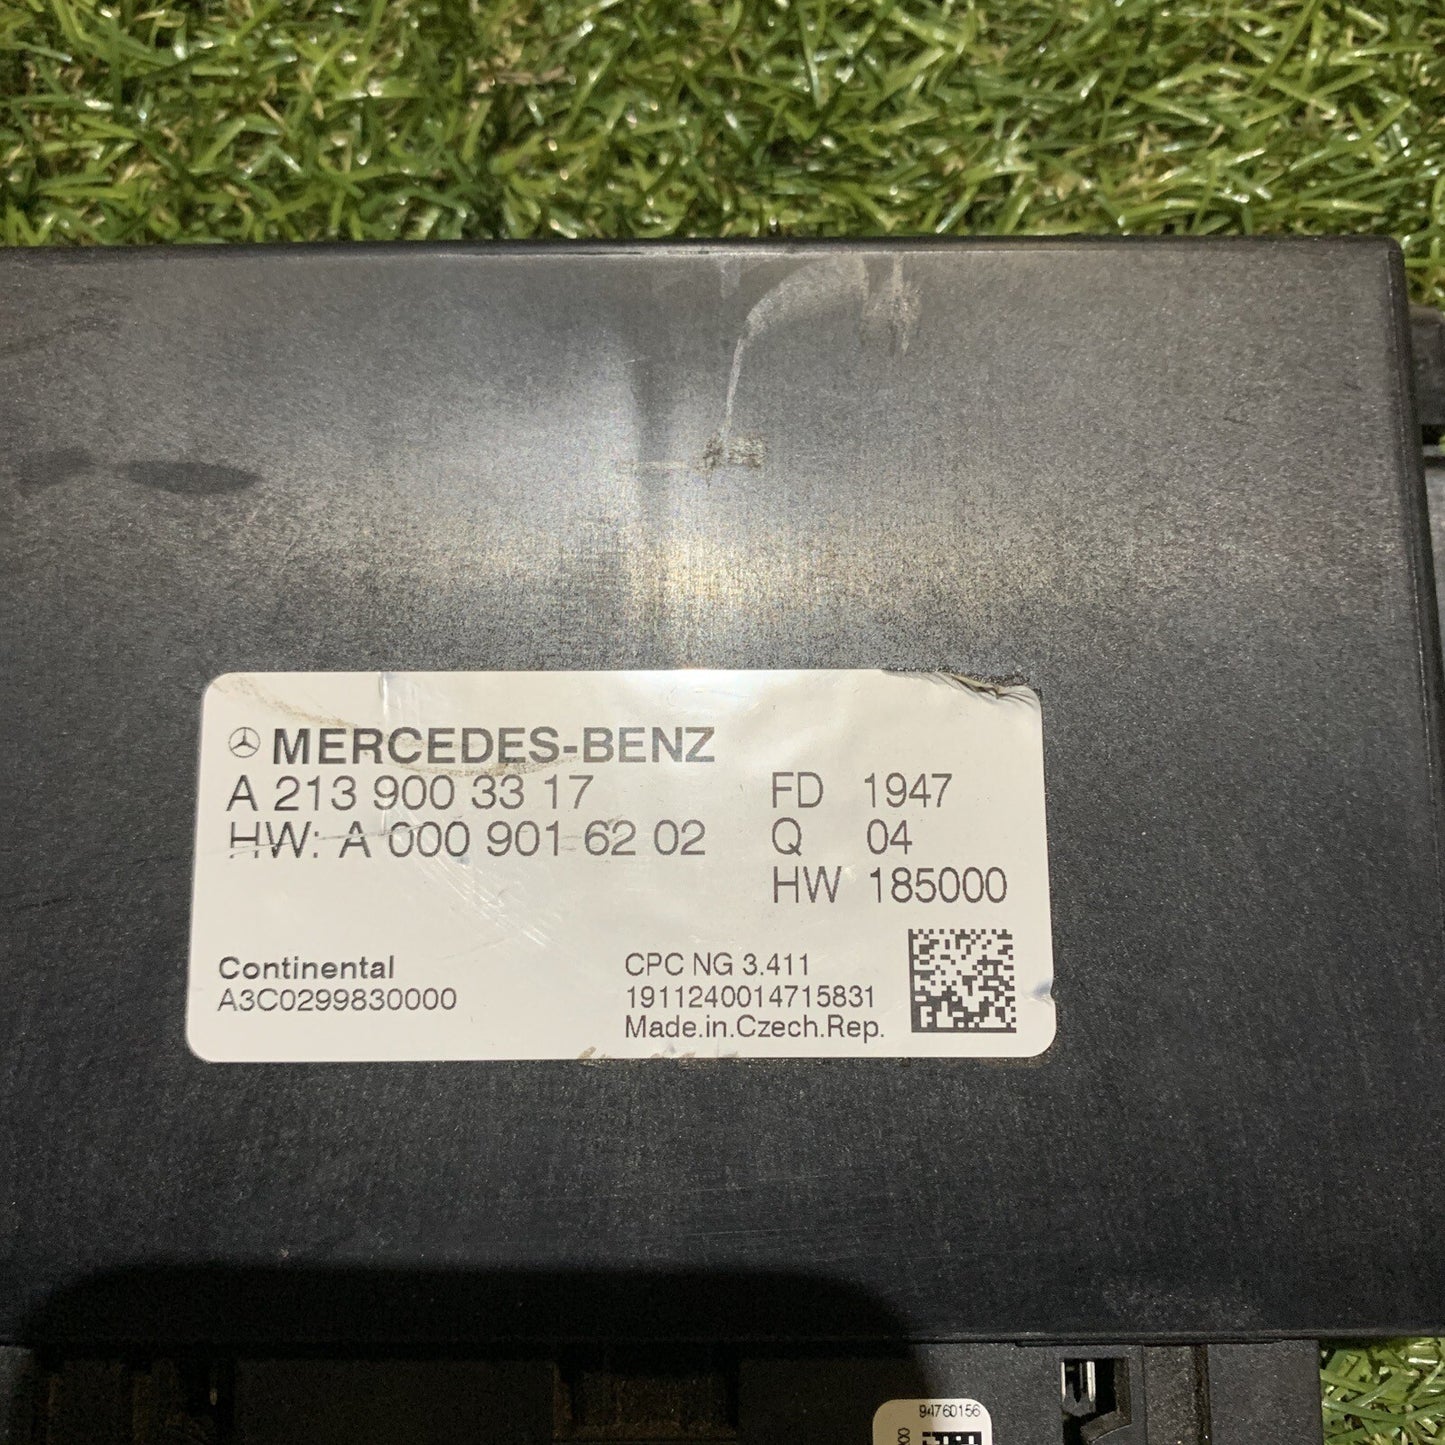 MERCEDES-BENZ
A 213 900 33 17
HW: A 000 901 62 02
FD 1947
Q 04
HW 185000
Continental
A3C0299830000
CPC NG 3.411
1911240014715831
Made.in.Czech.Rep.
94760156